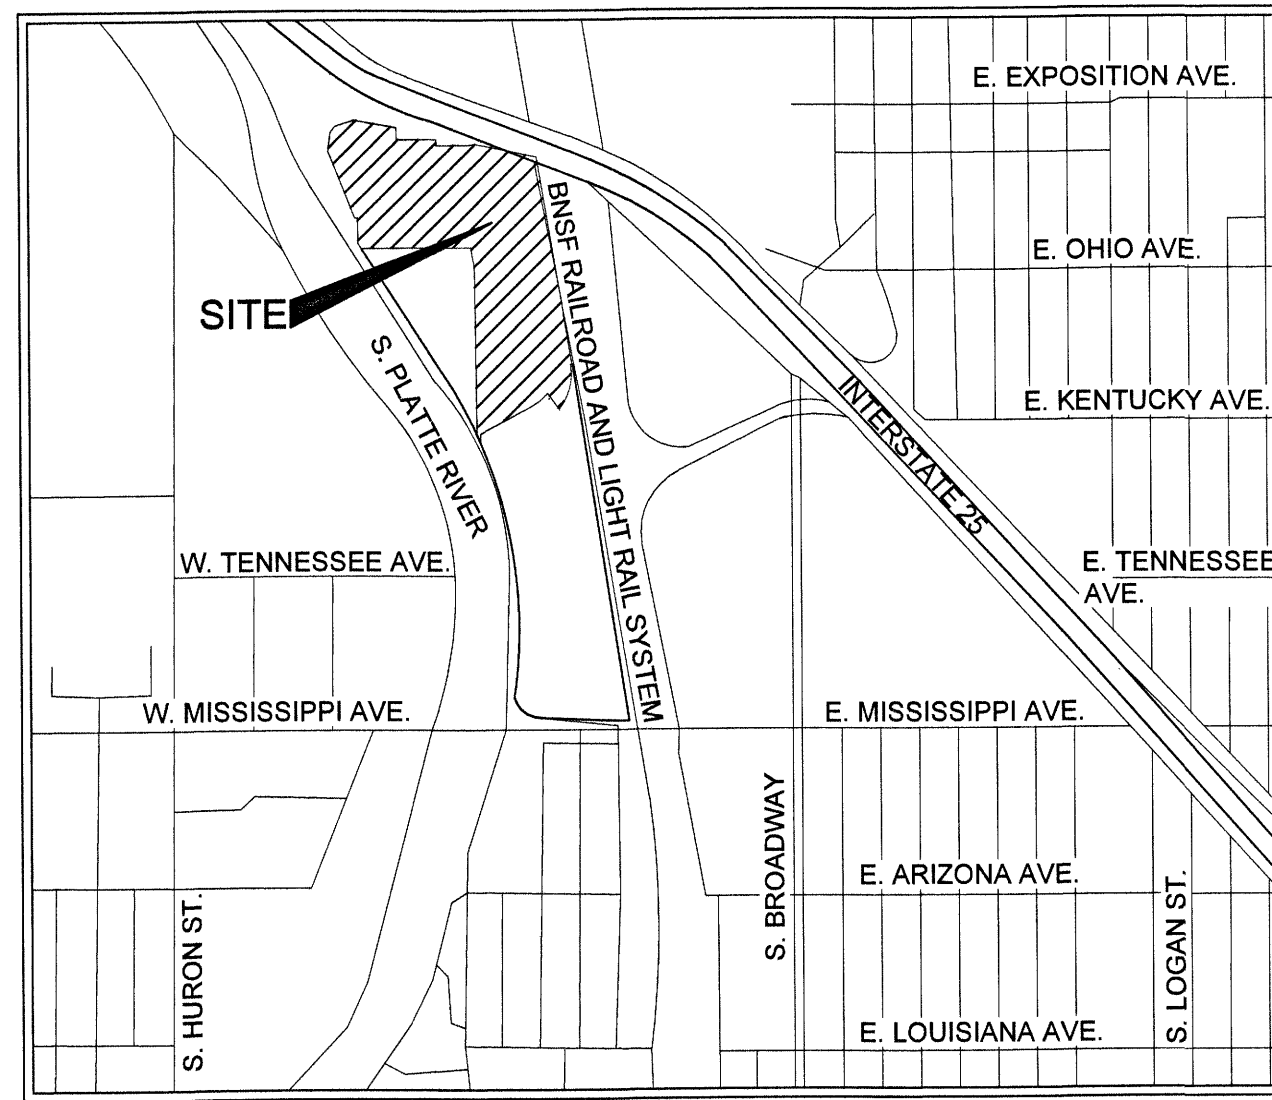 E. EXPOSITION AVE.
E. OHIO AVE.
BNSF RAILROAD AND LIGHT RAIL SYSTEM
SITE
S. PLATTE RIVER
INTERSTATE 25
E. KENTUCKY AVE.
W. TENNESSEE AVE.
E. TENNESSEE
AVE.
W. MISSISSIPPI AVE.
E. MISSISSIPPI AVE.
S. BROADWAY
E. ARIZONA AVE.
S. HURON ST.
S. LOGAN ST.
E. LOUISIANA AVE.